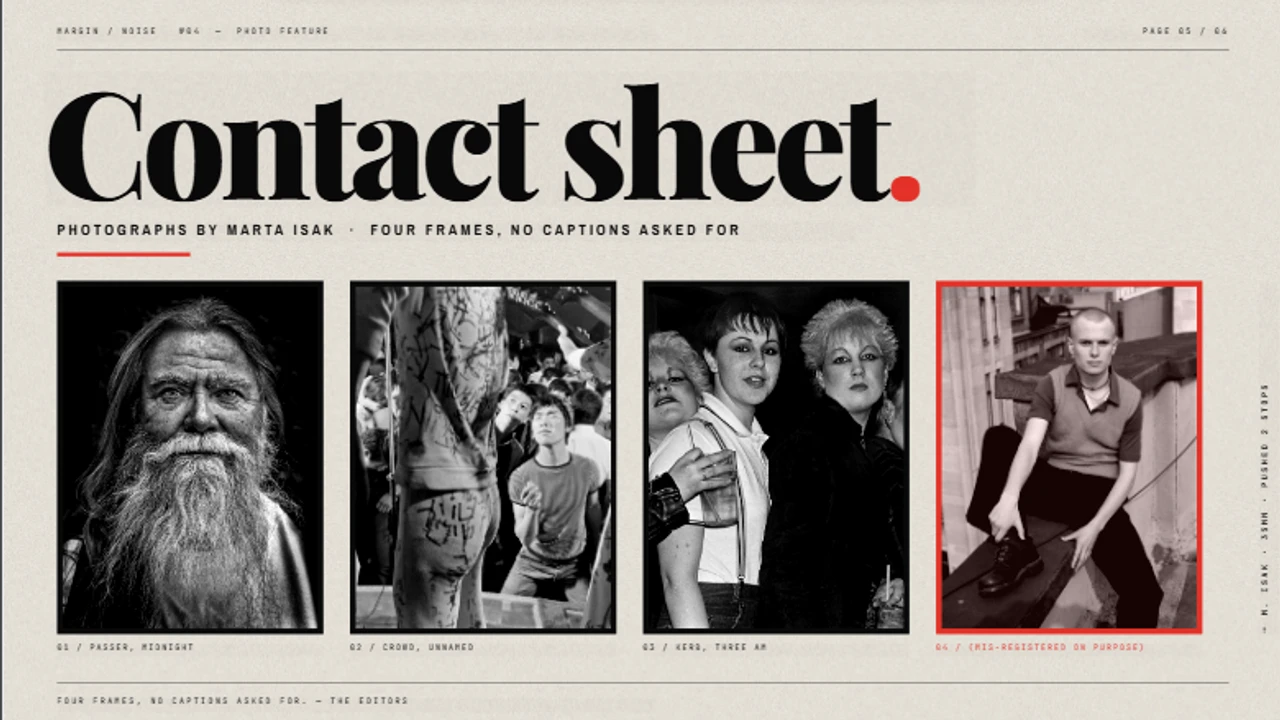 MARGIN / NOISE #04 — PHOTO FEATURE
PAGE 05 / 06
Contact sheet.
PHOTOGRAPHS BY MARTA ISAK · FOUR FRAMES, NO CAPTIONS ASKED FOR
01 / PASSER, MIDNIGHT
02 / CROWD, UNNAMED
03 / KERB, THREE AM
04 / (MIS-REGISTERED ON PURPOSE)
M. ISAK · 35MM · PUSHED 2 STOPS
FOUR FRAMES, NO CAPTIONS ASKED FOR. — THE EDITORS